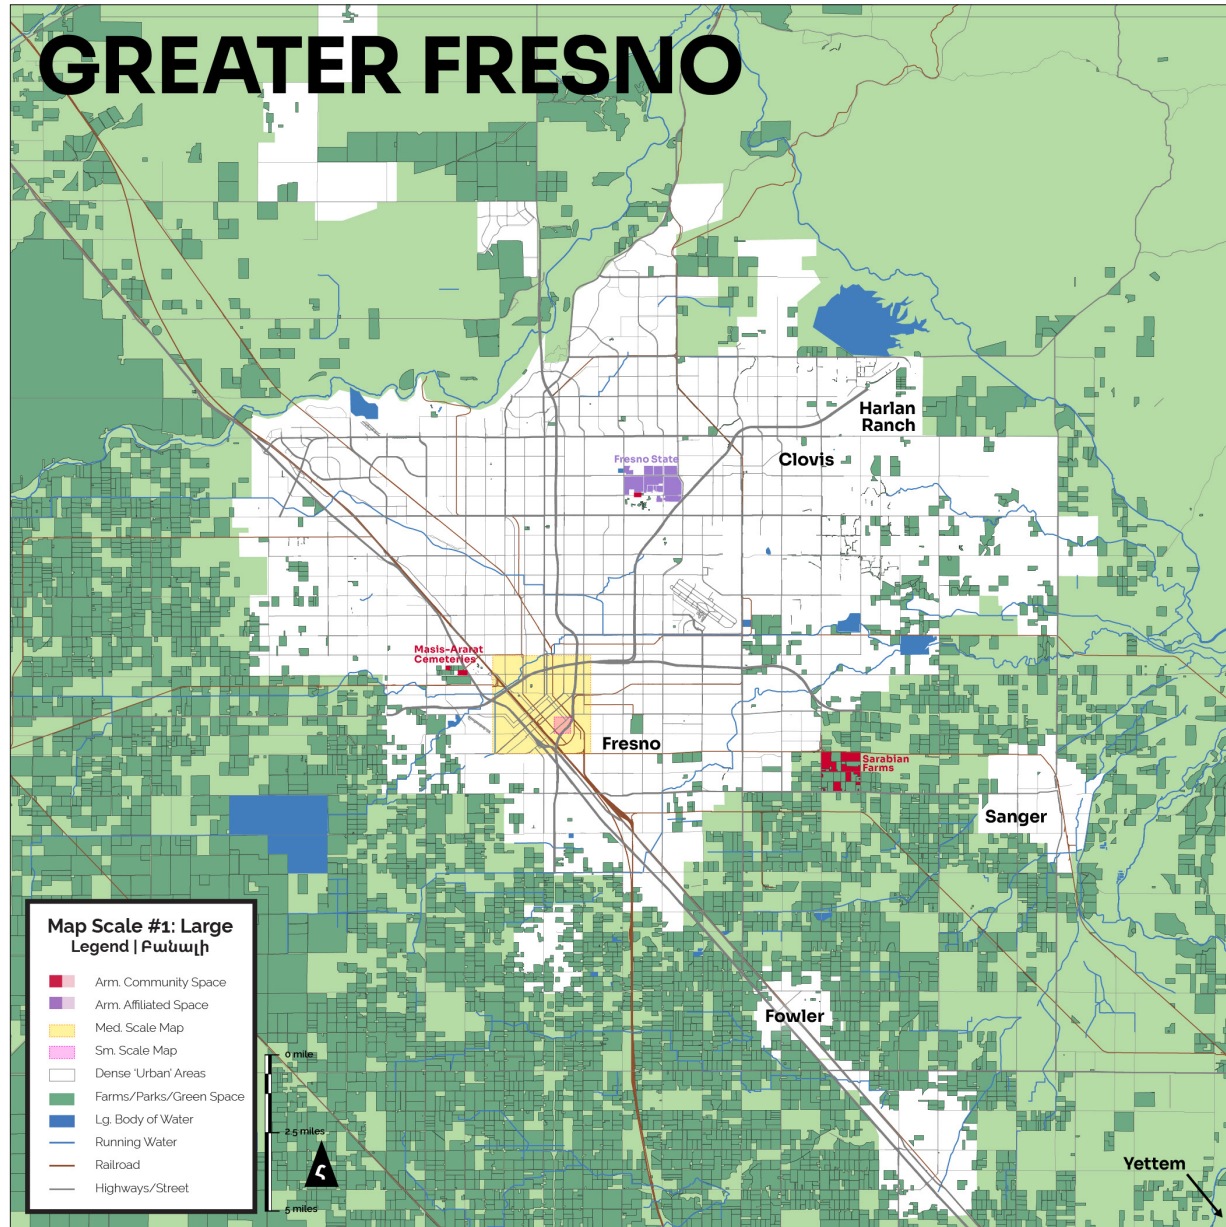 GREATER FRESNO
Harlan
Ranch
Clovis
Fresno State
Masis-Ararat
Cemeteries
Fresno
Sarabian
Farms
Sanger
Fowler
Yettem
Map Scale #1: Large
Legend | Բանալի
Arm. Community Space
Arm. Affiliated Space
Med. Scale Map
Sm. Scale Map
Dense 'Urban' Areas
Farms/Parks/Green Space
Lg. Body of Water
Running Water
Railroad
Highways/Street
0 mile
2.5 miles
5 miles
Հ